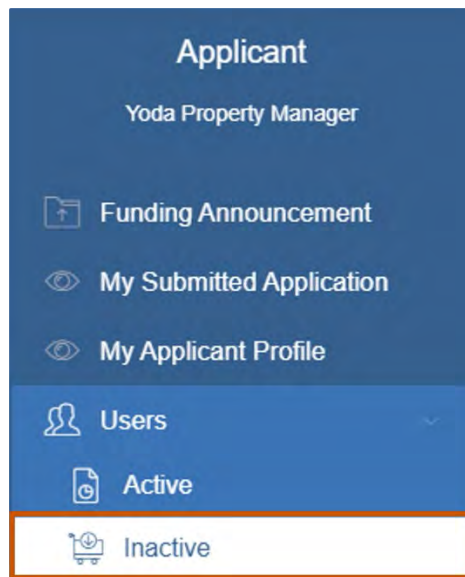 Applicant
Yoda Property Manager
Funding Announcement
My Submitted Application
My Applicant Profile
Users
Active
Inactive